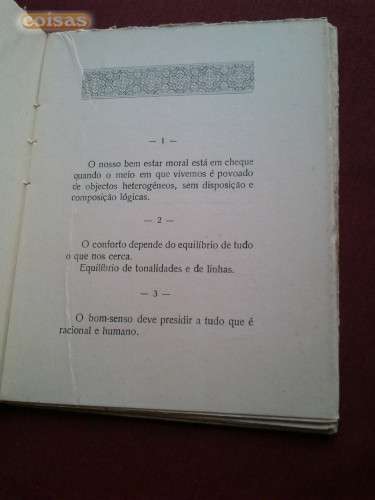 coisas
— 1 —
O nosso bem estar moral está em cheque
quando o meio em que vivemos é povoado
de objectos heterogêneos, sem disposição e
composição lógicas.
— 2 —
O conforto depende do equilíbrio de tudo
o que nos cerca.
Equilíbrio de tonalidades e de linhas.
— 3 —
O bom-senso deve presidir a tudo que é
racional e humano.